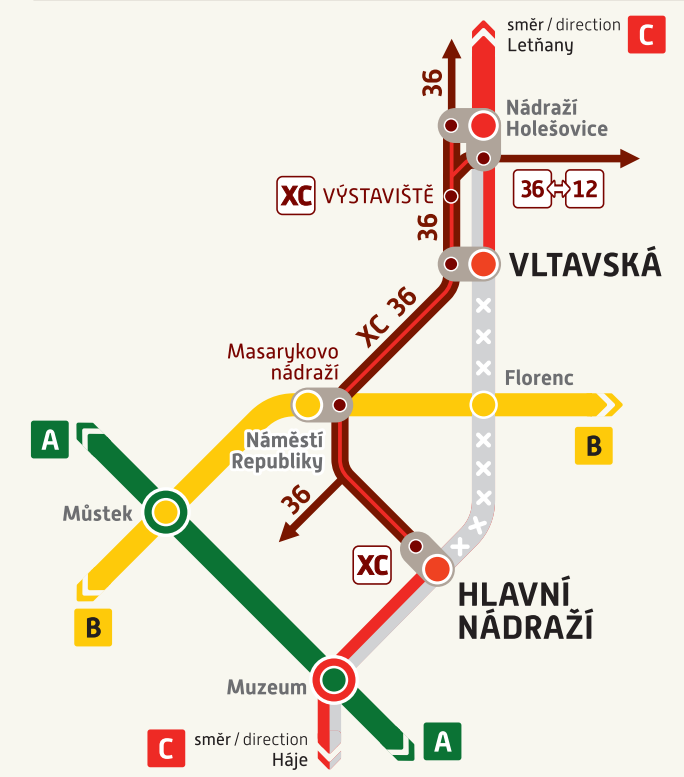 směr / direction
Letňany
C
36
Nádraží
Holešovice
36 12
XC VÝSTAVIŠTĚ
36
VLTAVSKÁ
XC 36
Masarykovo
nádraží
Florenc
A
B
Náměstí
Republiky
36
Můstek
XC
HLAVNÍ
NÁDRAŽÍ
B
Muzeum
C
směr / direction
Háje
A